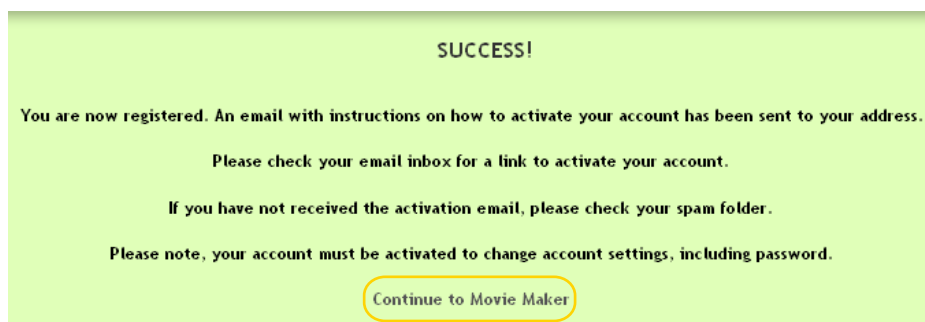 SUCCESS!
You are now registered. An email with instructions on how to activate your account has been sent to your address.
Please check your email inbox for a link to activate your account.
If you have not received the activation email, please check your spam folder.
Please note, your account must be activated to change account settings, including password.
Continue to Movie Maker